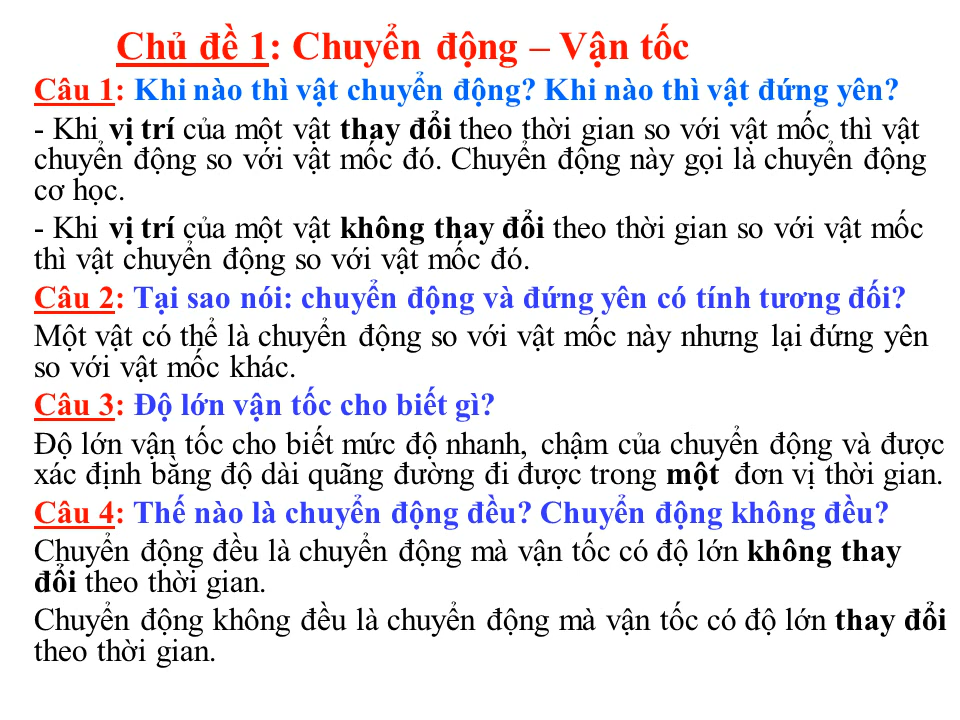 Chủ đề 1: Chuyển động – Vận tốc
Câu 1: Khi nào thì vật chuyển động? Khi nào thì vật đứng yên?
- Khi vị trí của một vật thay đổi theo thời gian so với vật mốc thì vật
chuyển động so với vật mốc đó. Chuyển động này gọi là chuyển động
cơ học.
- Khi vị trí của một vật không thay đổi theo thời gian so với vật mốc
thì vật chuyển động so với vật mốc đó.
Câu 2: Tại sao nói: chuyển động và đứng yên có tính tương đối?
Một vật có thể là chuyển động so với vật mốc này nhưng lại đứng yên
so với vật mốc khác.
Câu 3: Độ lớn vận tốc cho biết gì?
Độ lớn vận tốc cho biết mức độ nhanh, chậm của chuyển động và được
xác định bằng độ dài quãng đường đi được trong một đơn vị thời gian.
Câu 4: Thế nào là chuyển động đều? Chuyển động không đều?
Chuyển động đều là chuyển động mà vận tốc có độ lớn không thay
đổi theo thời gian.
Chuyển động không đều là chuyển động mà vận tốc có độ lớn thay đổi
theo thời gian.